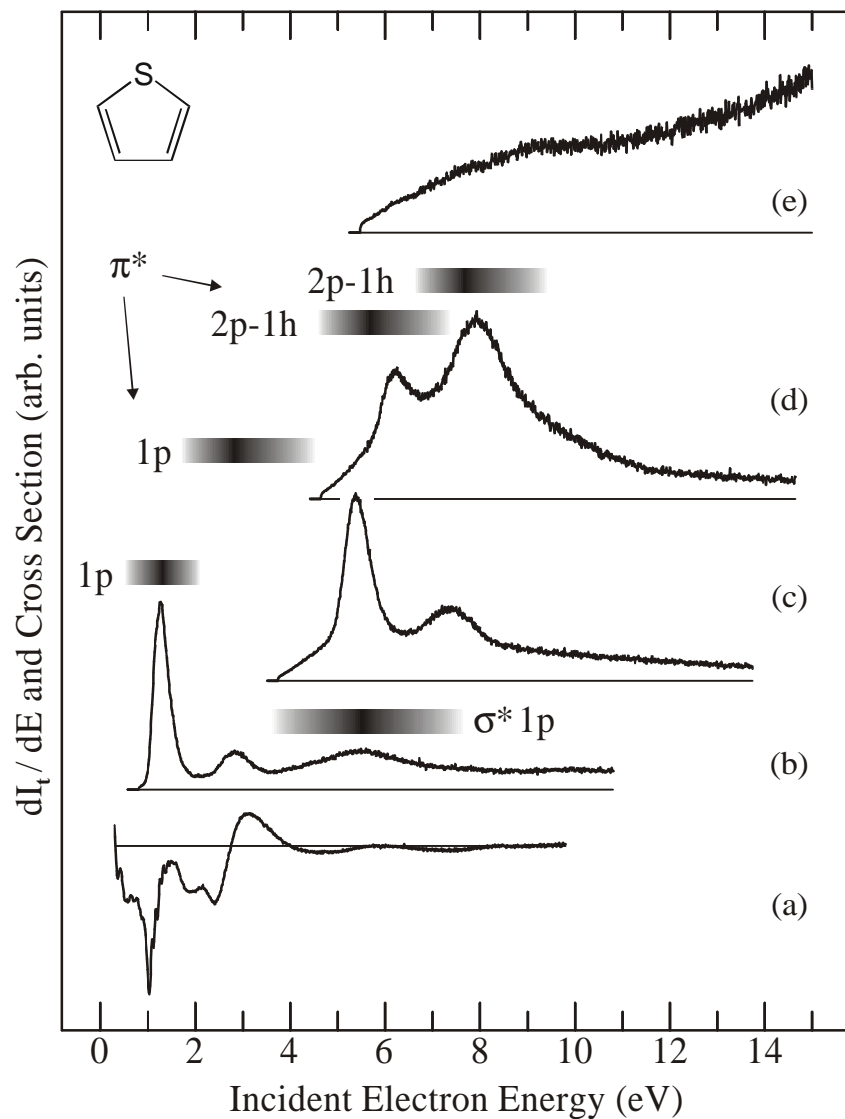 S
(e)
π*
2p-1h
2p-1h
(d)
1p
1p
(c)
σ* 1p
(b)
(a)
dIt / dE and Cross Section (arb. units)
0 2 4 6 8 10 12 14
Incident Electron Energy (eV)